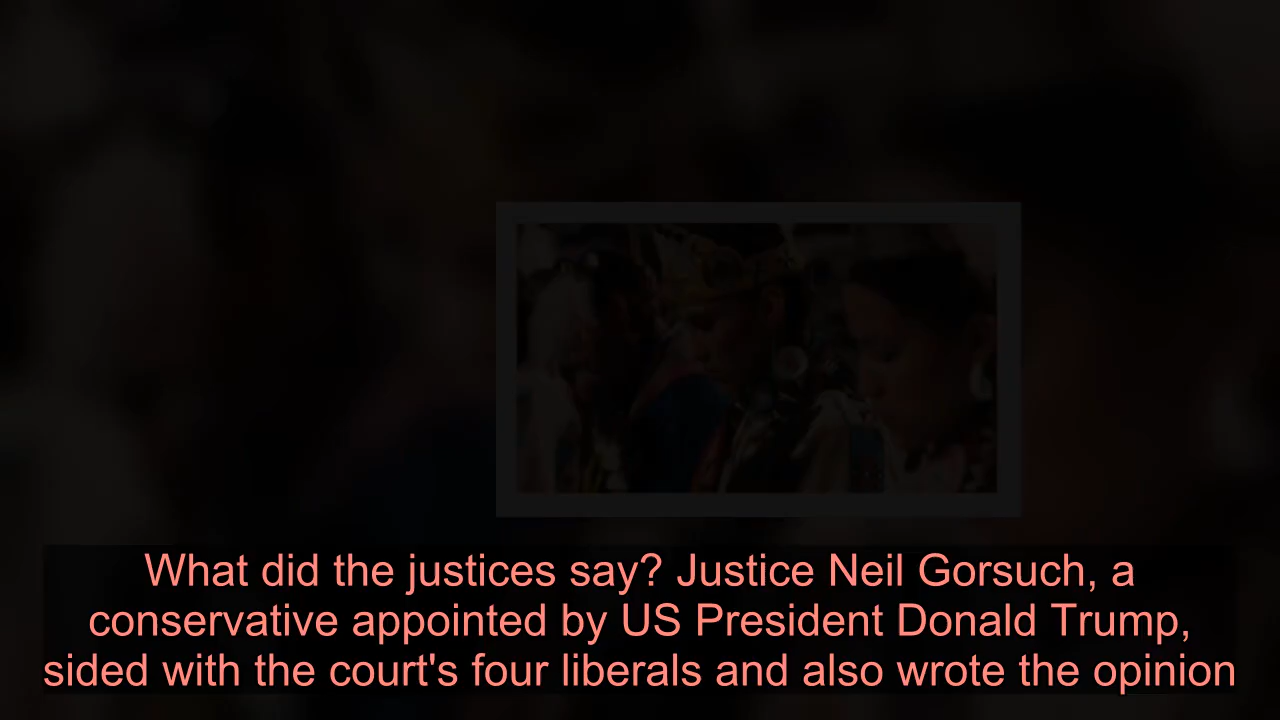 What did the justices say? Justice Neil Gorsuch, a
conservative appointed by US President Donald Trump,
sided with the court's four liberals and also wrote the opinion